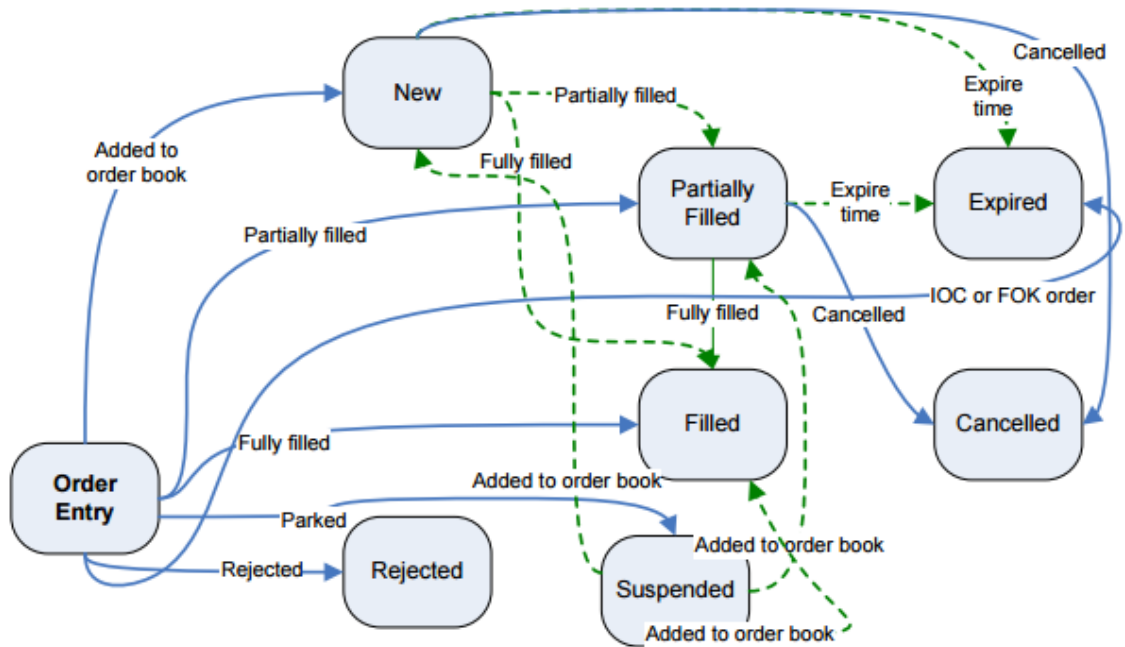 Cancelled
New
Partially filled
Expire
time
Added to
order book
Fully filled
Partially
Filled
Expire
time
Expired
Partially filled
IOC or FOK order
Fully filled
Cancelled
Filled
Cancelled
Fully filled
Order
Entry
Added to order book
Parked
Added to order book
Rejected
Rejected
Suspended
Added to order book